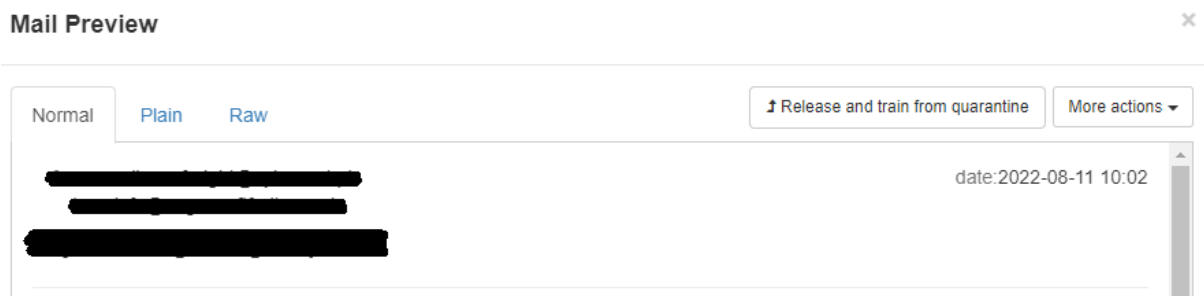 Mail Preview
×
Normal Plain Raw Release and train from quarantine More actions
date:2022-08-11 10:02